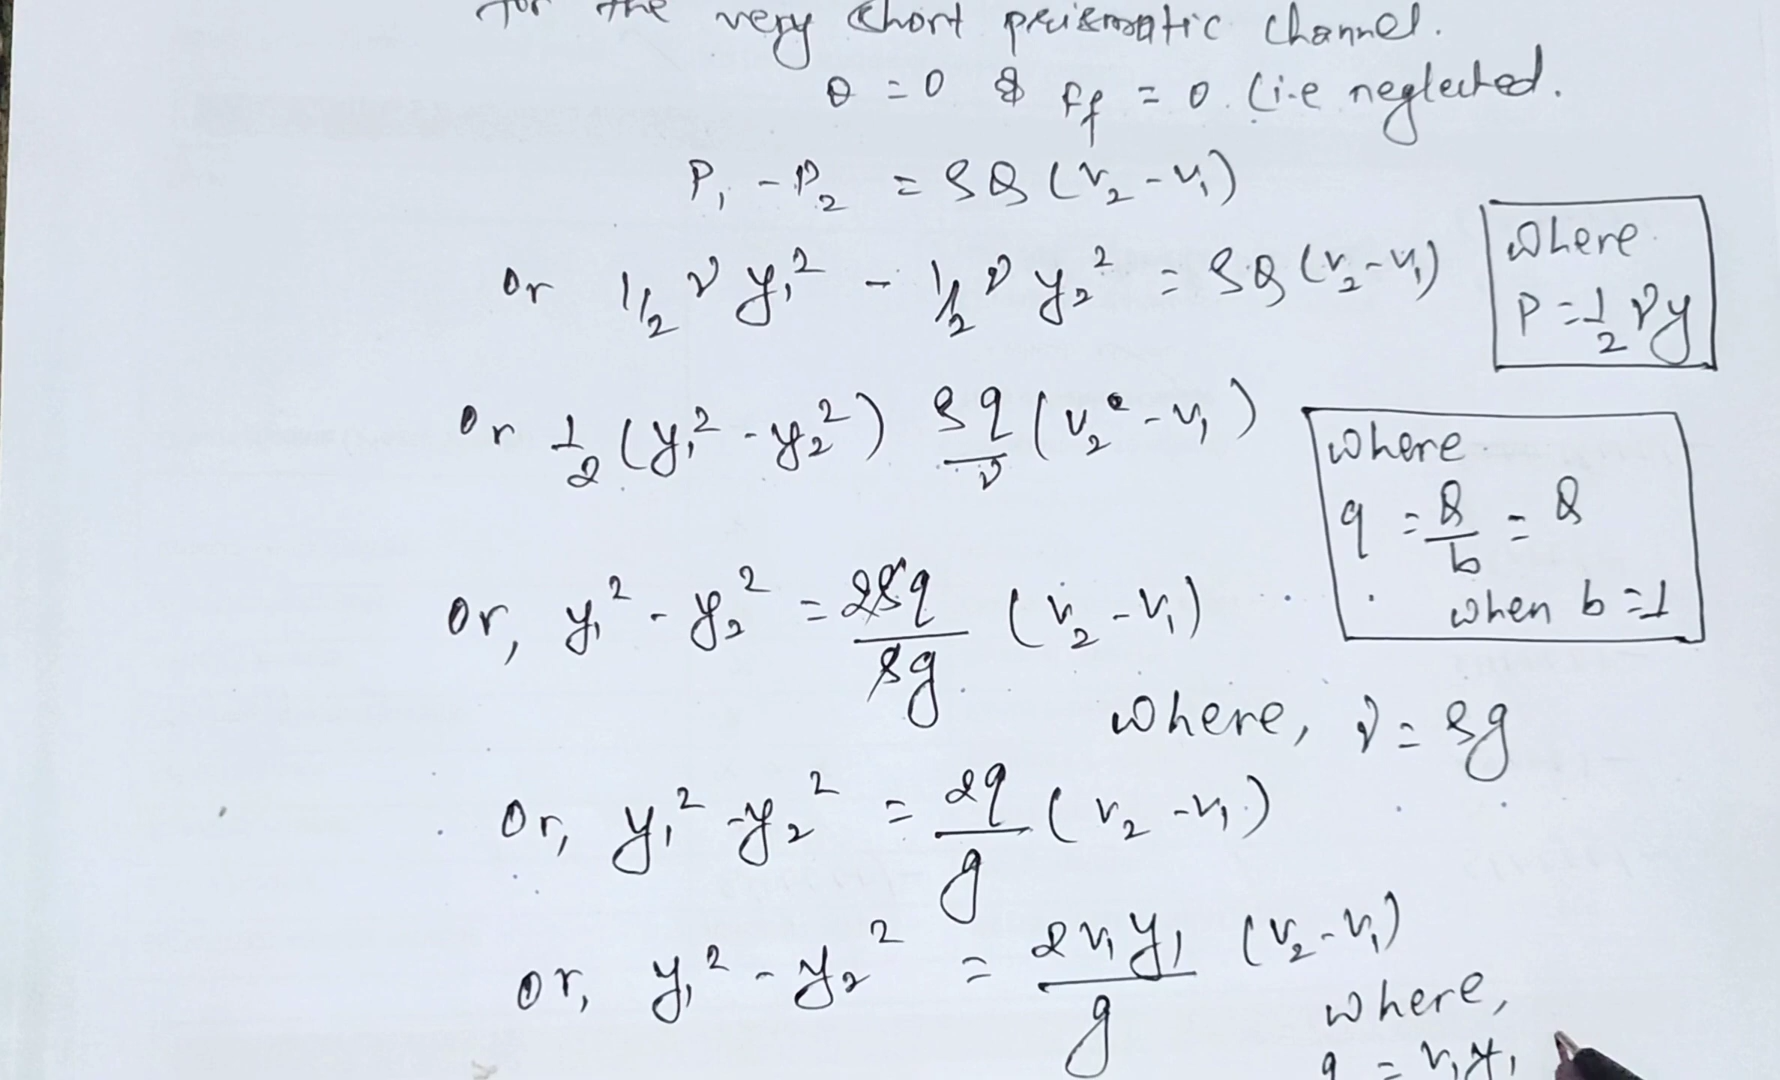 for the very short prismatic channel.
θ = 0 & Ff = 0. (i.e neglected.
P₁ - P₂ = ρQ (v₂ - v₁)
or 1/2 γ y₁² - 1/2 γ y₂² = ρQ (v₂ - v₁)
where
P = 1/2 γy
or 1/2 (y₁² - y₂²) ρq/γ (v₂ - v₁)
where
q = Q/b = Q
when b = 1
or, y₁² - y₂² = 2ρq/ρg (v₂ - v₁)
where, γ = ρg
or, y₁² - y₂² = 2q/g (v₂ - v₁)
or, y₁² - y₂² = 2v₁y₁/g (v₂ - v₁)
where,
q = v₁y₁